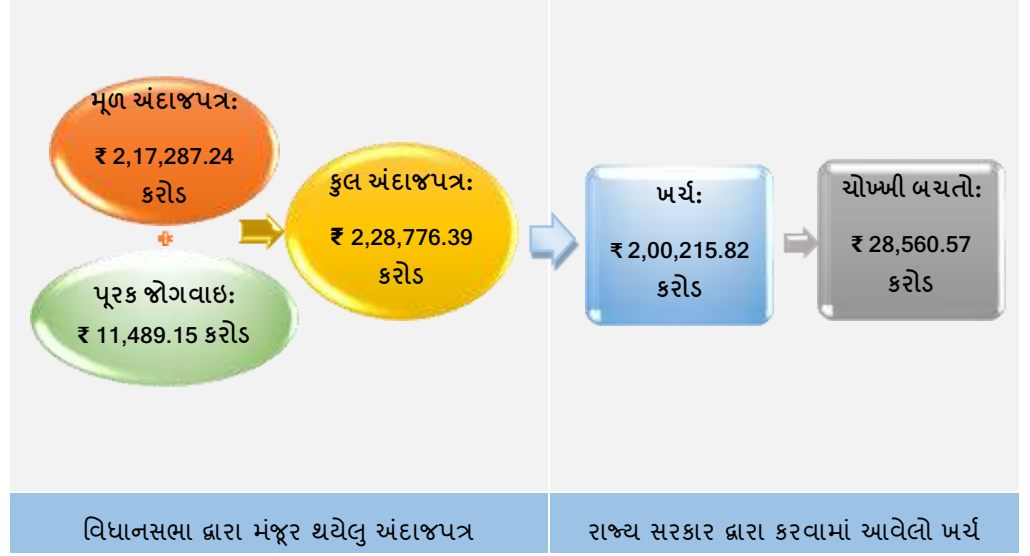 મૂળ અંદાજપત્ર:
₹ 2,17,287.24
કરોડ
+
પૂરક જોગવાઇ:
₹ 11,489.15 કરોડ
કુલ અંદાજપત્ર:
₹ 2,28,776.39
કરોડ
ખર્ચ:
₹ 2,00,215.82
કરોડ
ચોખ્ખી બચતો:
₹ 28,560.57
કરોડ
વિધાનસભા દ્વારા મંજૂર થયેલુ અંદાજપત્ર
રાજ્ય સરકાર દ્વારા કરવામાં આવેલો ખર્ચ